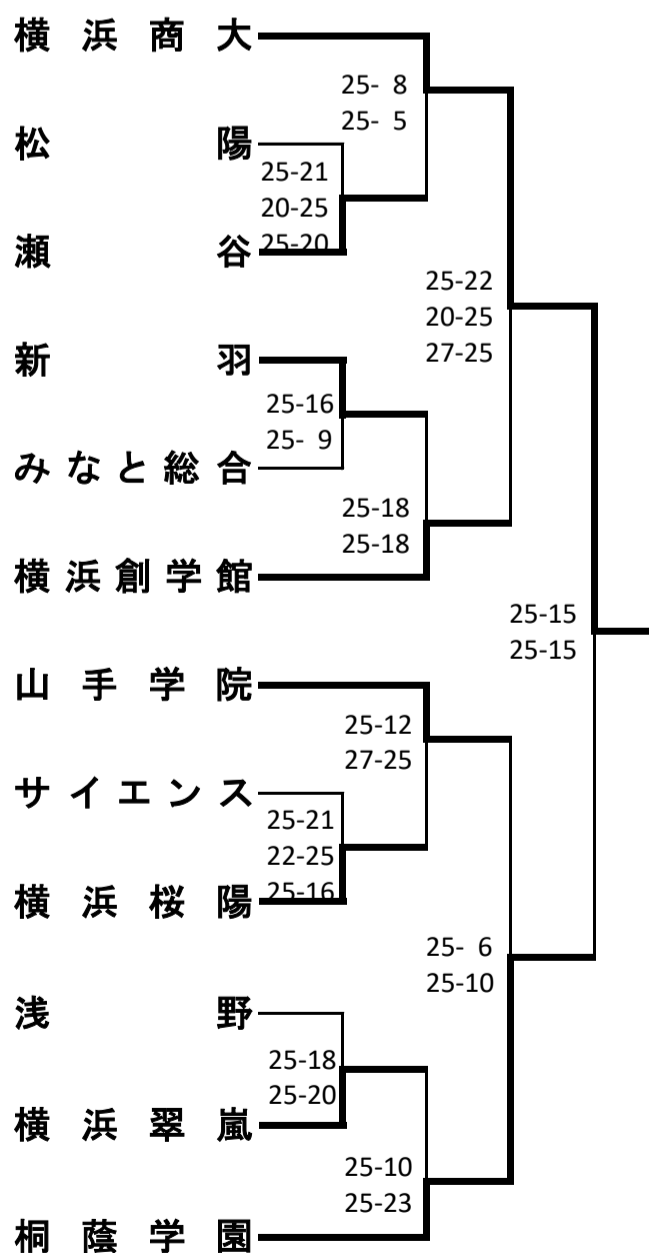 横浜商大
25- 8
25- 5
松陽
25-21
20-25
25-20
瀬谷
25-22
20-25
27-25
新羽
25-16
25- 9
みなと総合
25-18
25-18
横浜創学館
25-15
25-15
山手学院
25-12
27-25
サイエンス
25-21
22-25
25-16
横浜桜陽
25- 6
25-10
浅野
25-18
25-20
横浜翠嵐
25-10
25-23
桐蔭学園